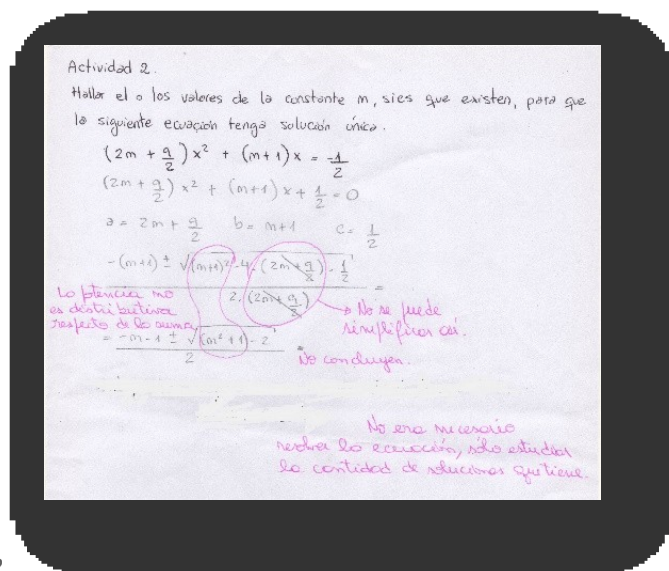 Actividad 2.
Hallar el o los valores de la constante m, si es que existen, para que
la siguiente ecuación tenga solución única.
(2m + 9/2) x² + (m+1) x = -1/2
(2m + 9/2) x² + (m+1) x + 1/2 = 0
a = 2m + 9/2 b = m+1 c = 1/2
-(m+1) ± √(m+1)² - 4 . (2m + 9/2) . 1/2 =
2 . (2m + 9/2)
Lo potencia no
es distributiva
respecto de la suma
→ No se puede
simplificar así.
= -m - 1 ± √(m² + 1) - 2 =
2
No concluyen.
No era necesario
resolver la ecuación, sólo estudiar
la cantidad de soluciones que tiene.